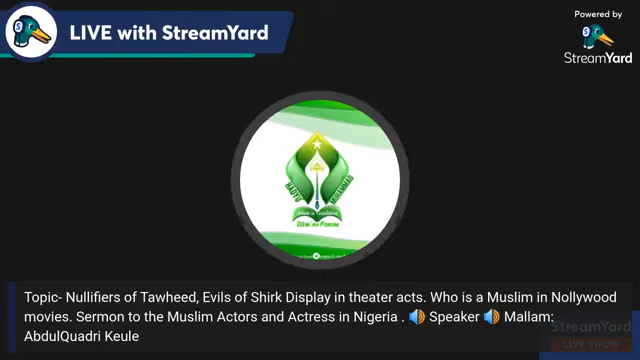 LIVE with StreamYard
Powered by
StreamYard
HADYU MUHAMMAD
Da'wah Forum
Topic- Nullifiers of Tawheed, Evils of Shirk Display in theater acts. Who is a Muslim in Nollywood
movies. Sermon to the Muslim Actors and Actress in Nigeria . 🔊 Speaker 🔊 Mallam:
AbdulQuadri Keule
StreamYard
LIVE SHOW